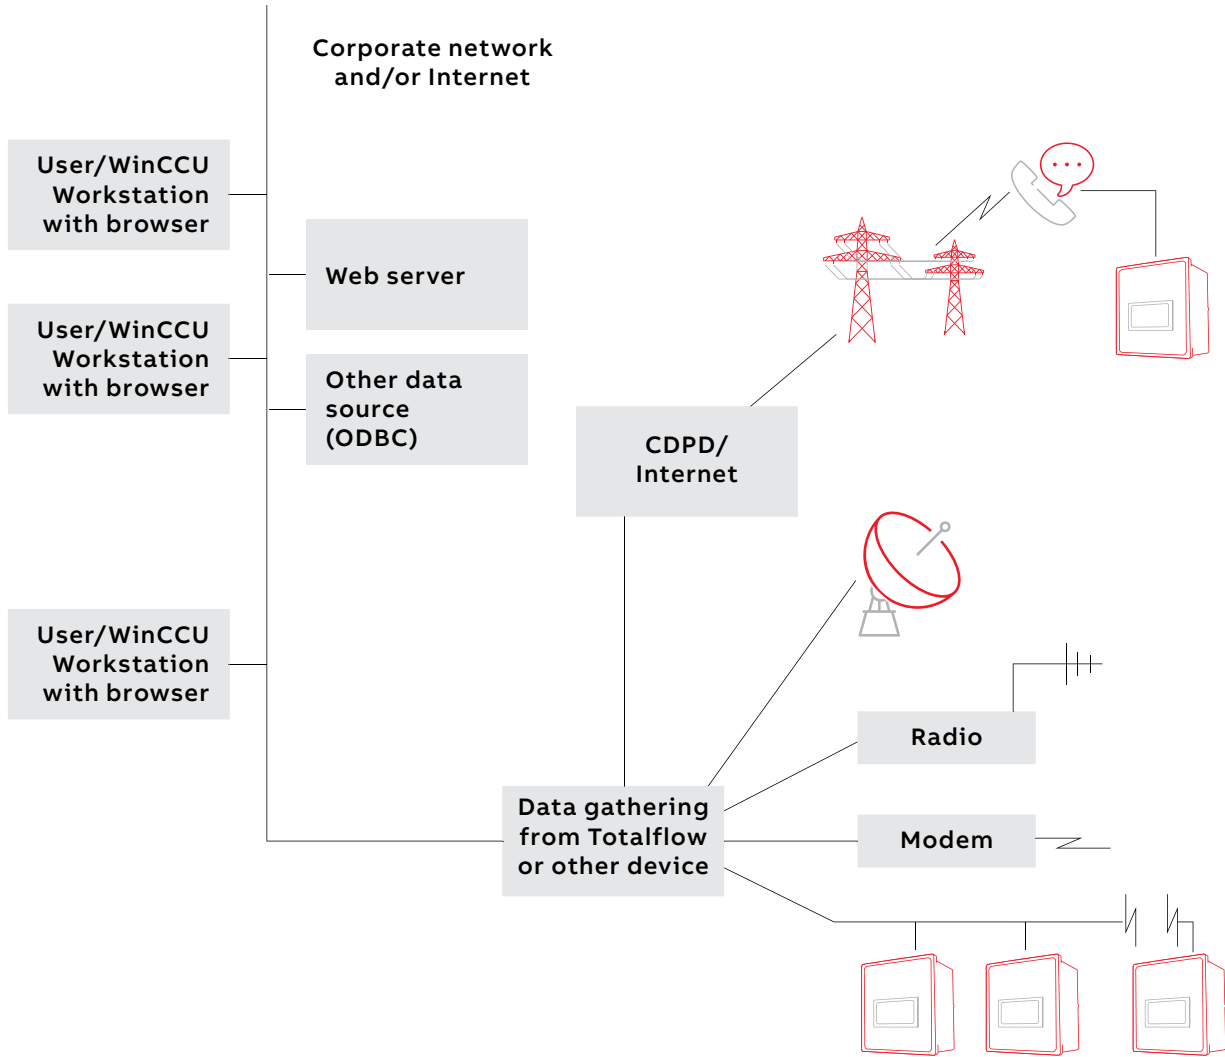 Corporate network
and/or Internet
User/WinCCU
Workstation
with browser
Web server
User/WinCCU
Workstation
with browser
Other data
source
(ODBC)
CDPD/
Internet
User/WinCCU
Workstation
with browser
Radio
Data gathering
from Totalflow
or other device
Modem